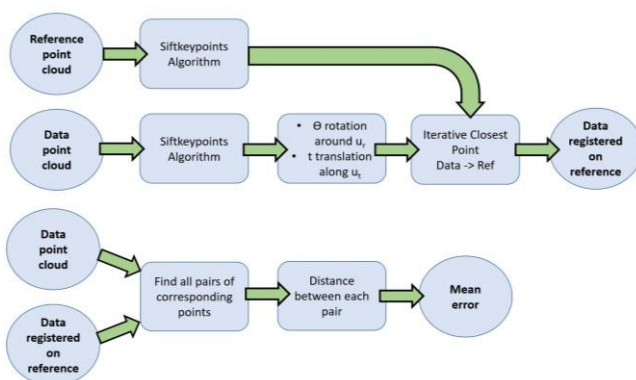 Reference
point
cloud
Siftkeypoints
Algorithm
Data
point
cloud
Siftkeypoints
Algorithm
• ϴ rotation
around uᵣ
• t translation
along uₜ
Iterative Closest
Point
Data -> Ref
Data
registered
on
reference
Data
point
cloud
Data
registered on
reference
Find all pairs of
corresponding
points
Distance
between each
pair
Mean
error